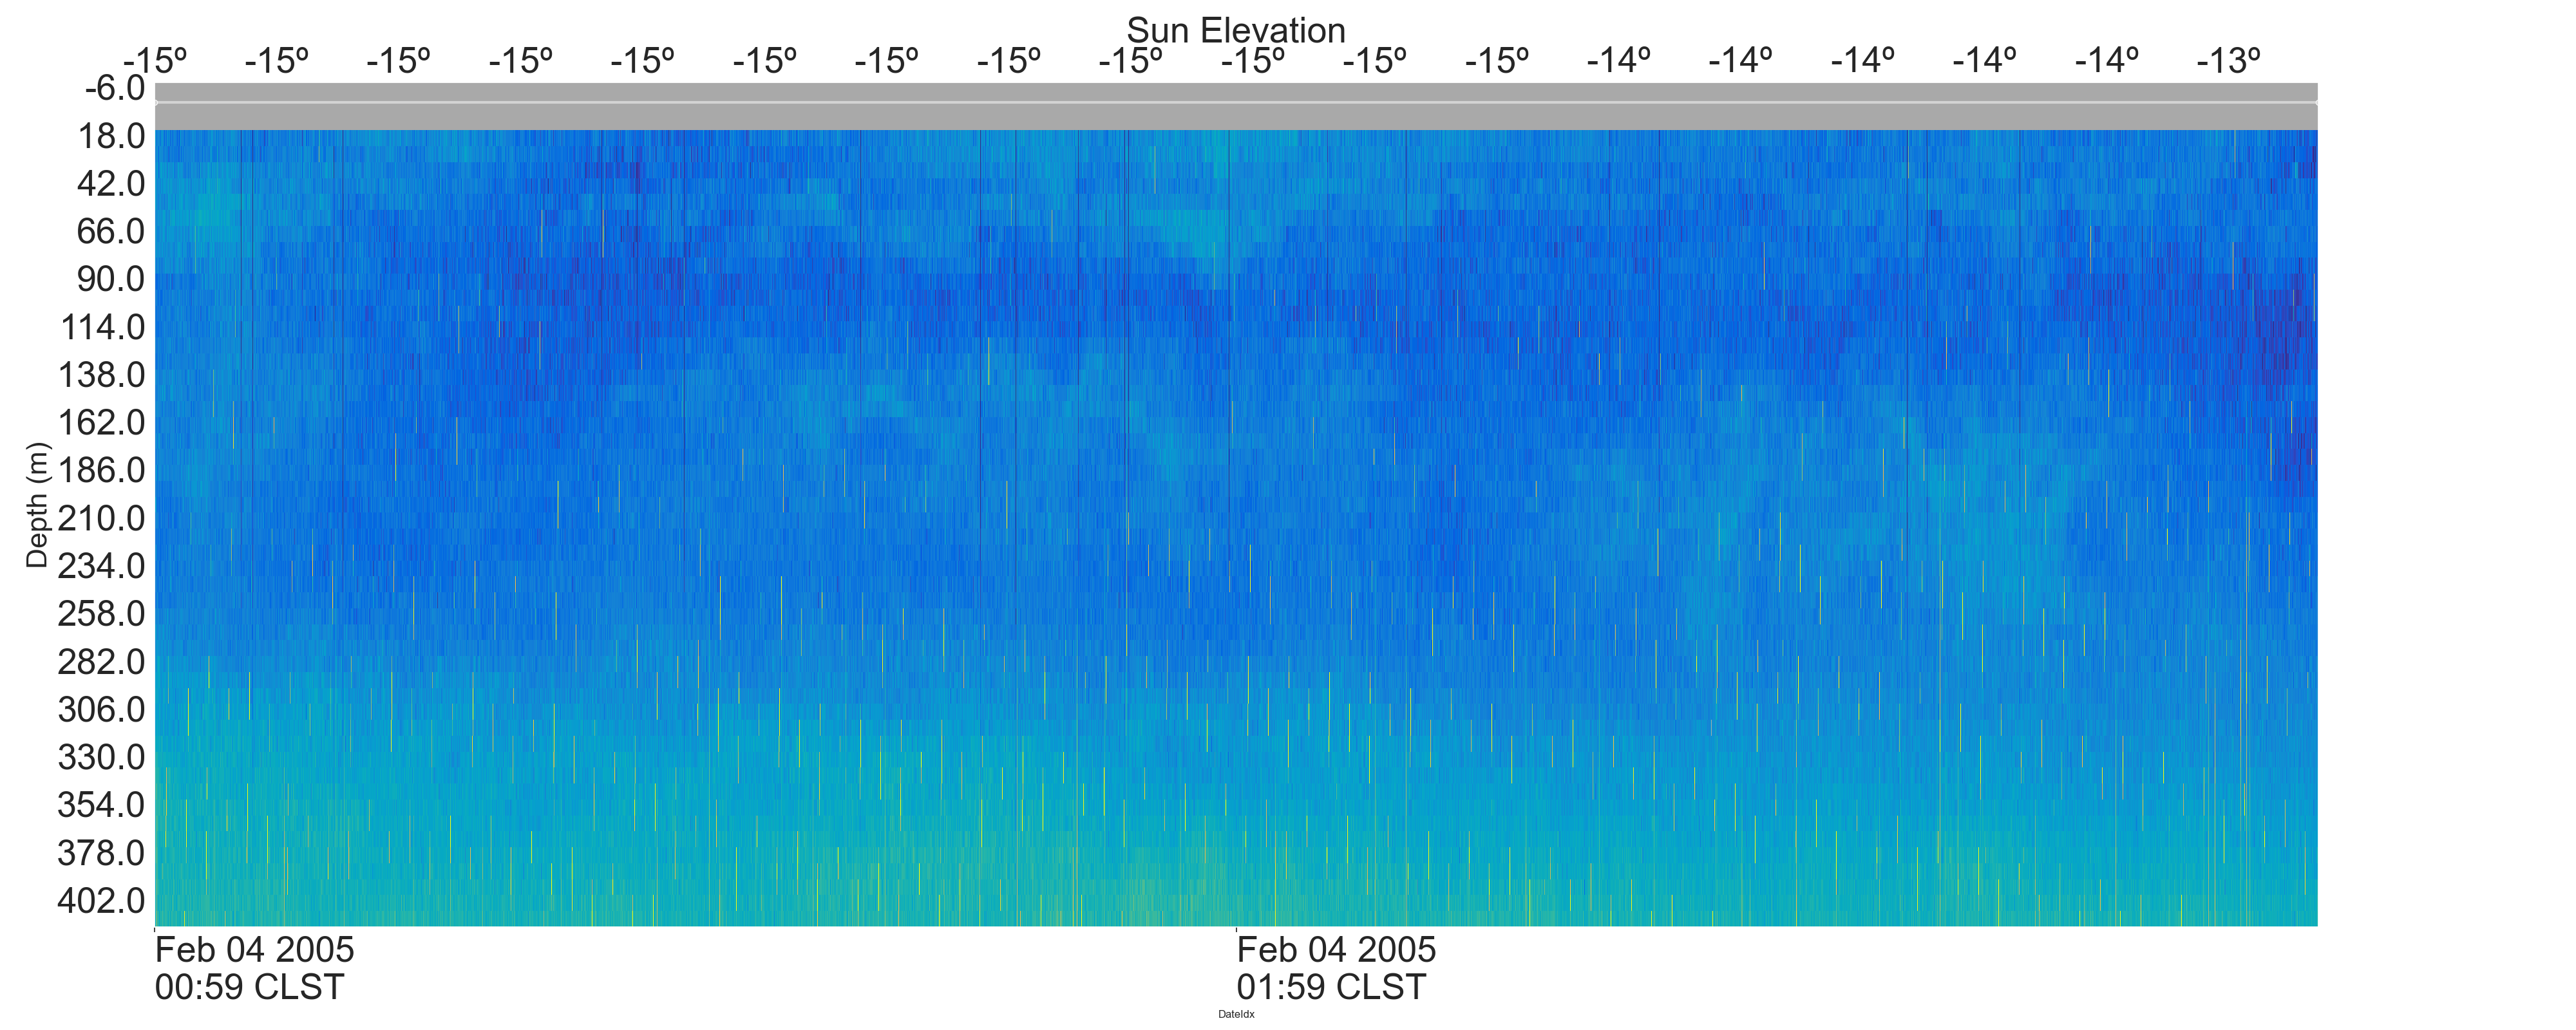 Sun Elevation
-15º -15º -15º -15º -15º -15º -15º -15º -15º -15º -15º -15º -14º -14º -14º -14º -14º -13º
-6.0
18.0
42.0
66.0
90.0
114.0
138.0
162.0
186.0
210.0
234.0
258.0
282.0
306.0
330.0
354.0
378.0
402.0
Depth (m)
Feb 04 2005
00:59 CLST
Feb 04 2005
01:59 CLST
DateIdx